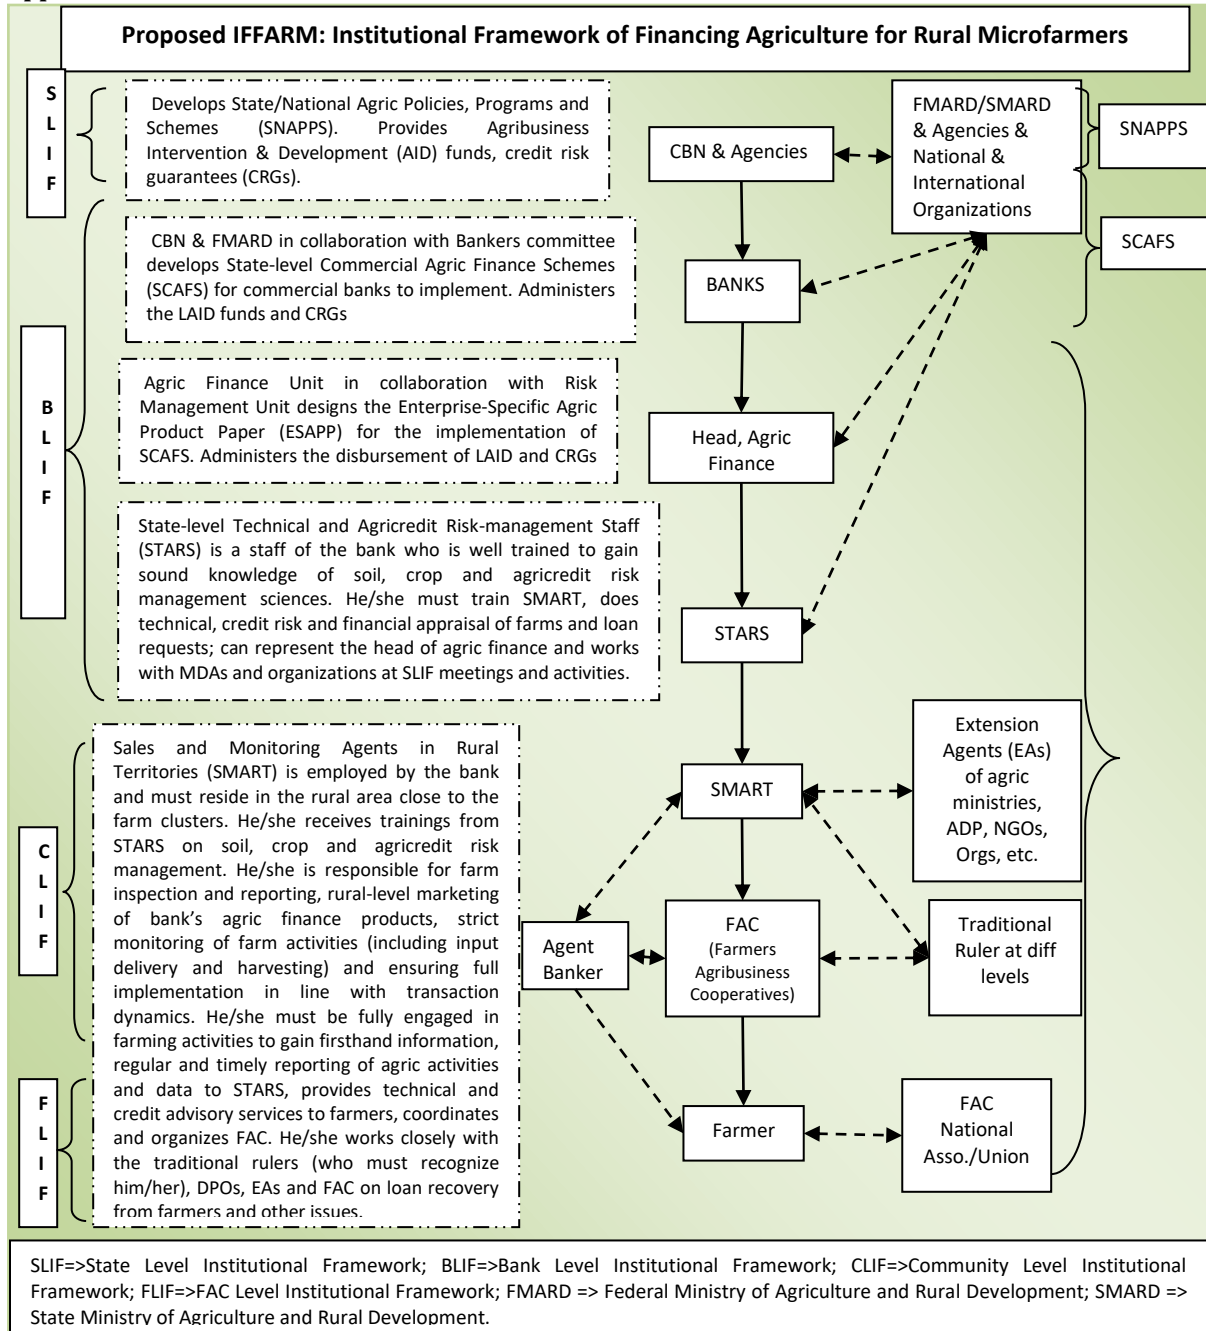 Proposed IFFARM: Institutional Framework of Financing Agriculture for Rural Microfarmers
S
L
I
F
Develops State/National Agric Policies, Programs and
Schemes (SNAPPS). Provides Agribusiness
Intervention & Development (AID) funds, credit risk
guarantees (CRGs).
CBN & Agencies
FMARD/SMARD
& Agencies &
National &
International
Organizations
SNAPPS
SCAFS
B
L
I
F
CBN & FMARD in collaboration with Bankers committee
develops State-level Commercial Agric Finance Schemes
(SCAFS) for commercial banks to implement. Administers
the LAID funds and CRGs
BANKS
Agric Finance Unit in collaboration with Risk
Management Unit designs the Enterprise-Specific Agric
Product Paper (ESAPP) for the implementation of
SCAFS. Administers the disbursement of LAID and CRGs
Head, Agric
Finance
State-level Technical and Agricredit Risk-management Staff
(STARS) is a staff of the bank who is well trained to gain
sound knowledge of soil, crop and agricredit risk
management sciences. He/she must train SMART, does
technical, credit risk and financial appraisal of farms and loan
requests; can represent the head of agric finance and works
with MDAs and organizations at SLIF meetings and activities.
STARS
C
L
I
F
F
L
I
F
Sales and Monitoring Agents in Rural
Territories (SMART) is employed by the bank
and must reside in the rural area close to the
farm clusters. He/she receives trainings from
STARS on soil, crop and agricredit risk
management. He/she is responsible for farm
inspection and reporting, rural-level marketing
of bank's agric finance products, strict
monitoring of farm activities (including input
delivery and harvesting) and ensuring full
implementation in line with transaction
dynamics. He/she must be fully engaged in
farming activities to gain firsthand information,
regular and timely reporting of agric activities
and data to STARS, provides technical and
credit advisory services to farmers, coordinates
and organizes FAC. He/she works closely with
the traditional rulers (who must recognize
him/her), DPOs, EAs and FAC on loan recovery
from farmers and other issues.
SMART
Extension
Agents (EAs)
of agric
ministries,
ADP, NGOs,
Orgs, etc.
Agent
Banker
FAC
(Farmers
Agribusiness
Cooperatives)
Traditional
Ruler at diff
levels
Farmer
FAC
National
Asso./Union
SLIF=>State Level Institutional Framework; BLIF=>Bank Level Institutional Framework; CLIF=>Community Level Institutional
Framework; FLIF=>FAC Level Institutional Framework; FMARD => Federal Ministry of Agriculture and Rural Development; SMARD =>
State Ministry of Agriculture and Rural Development.